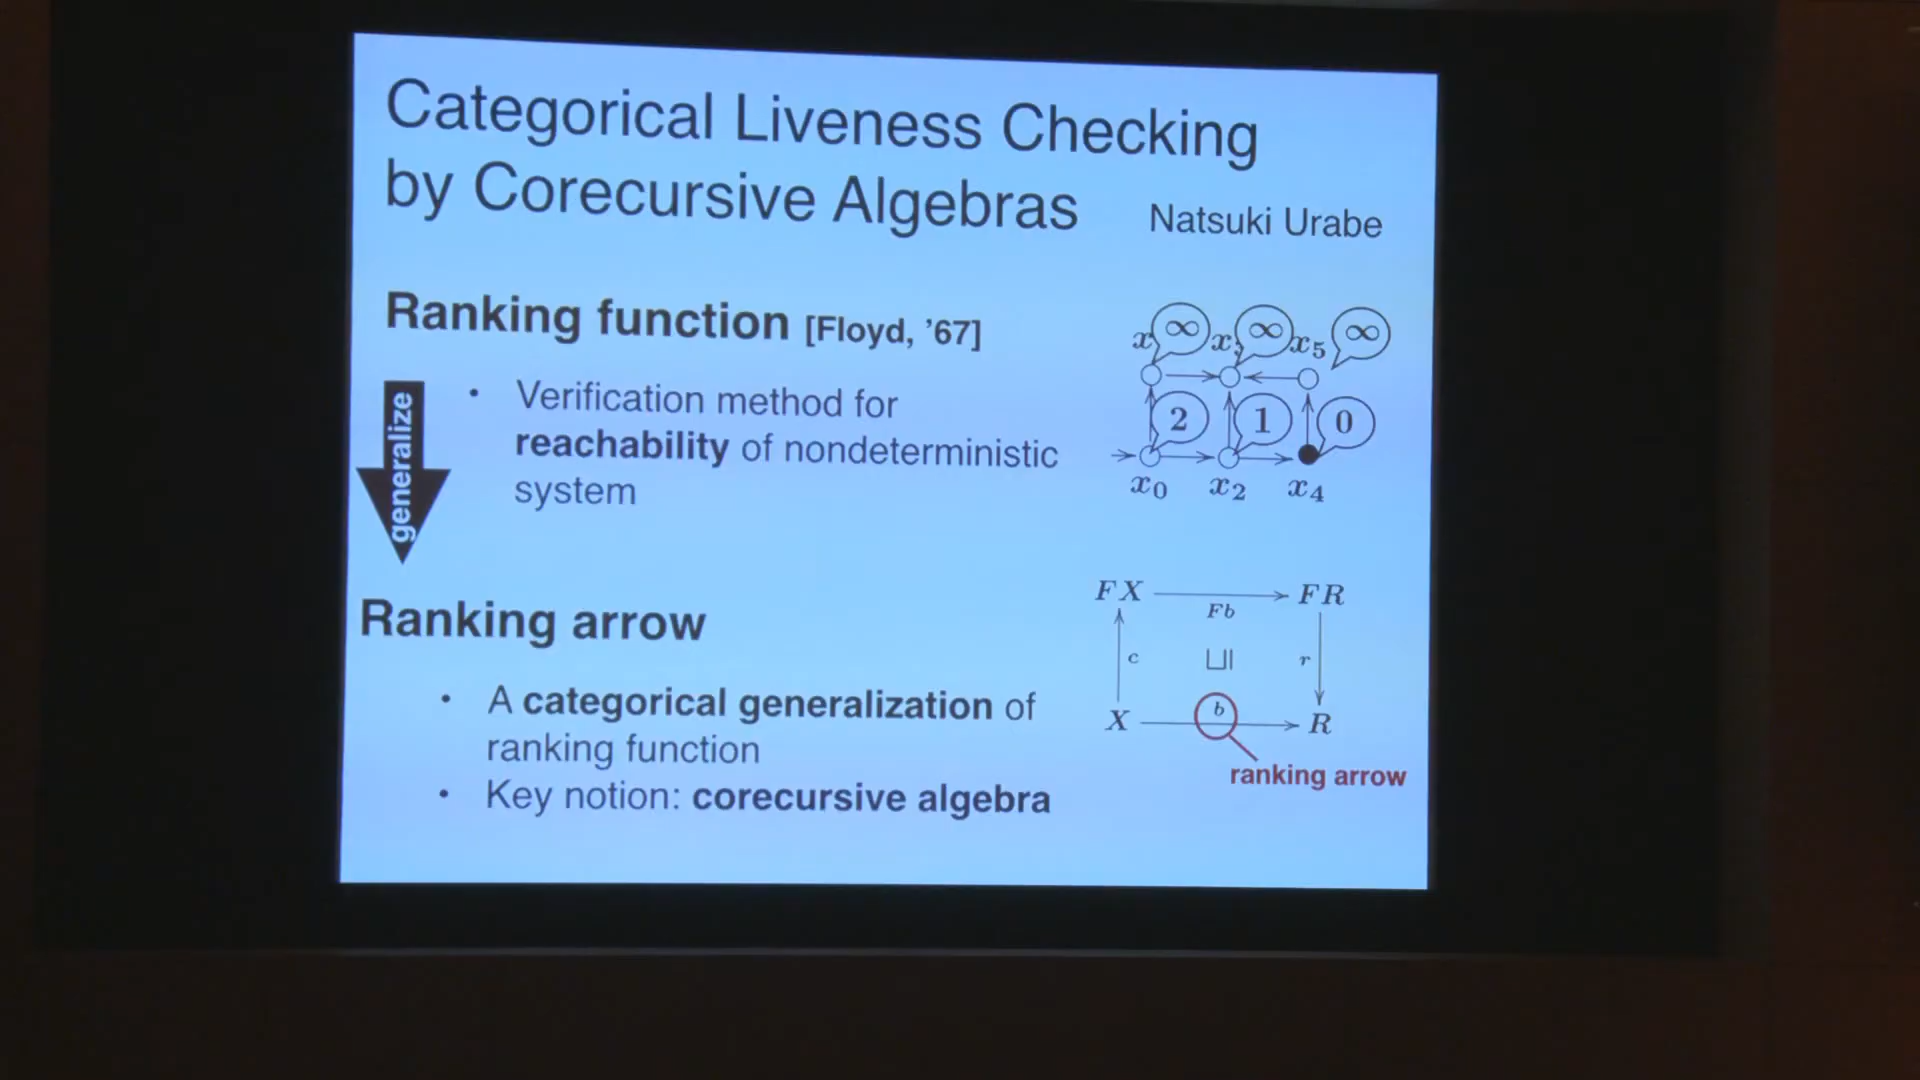 Categorical Liveness Checking
by Corecursive Algebras
Natsuki Urabe
Ranking function [Floyd, '67]
generalize
• Verification method for
reachability of nondeterministic
system
x ∞ x ∞ x5 ∞
2 1 0
x0 x2 x4
Ranking arrow
• A categorical generalization of
ranking function
• Key notion: corecursive algebra
FX FR
Fb
c ⊔| r
X b R
ranking arrow